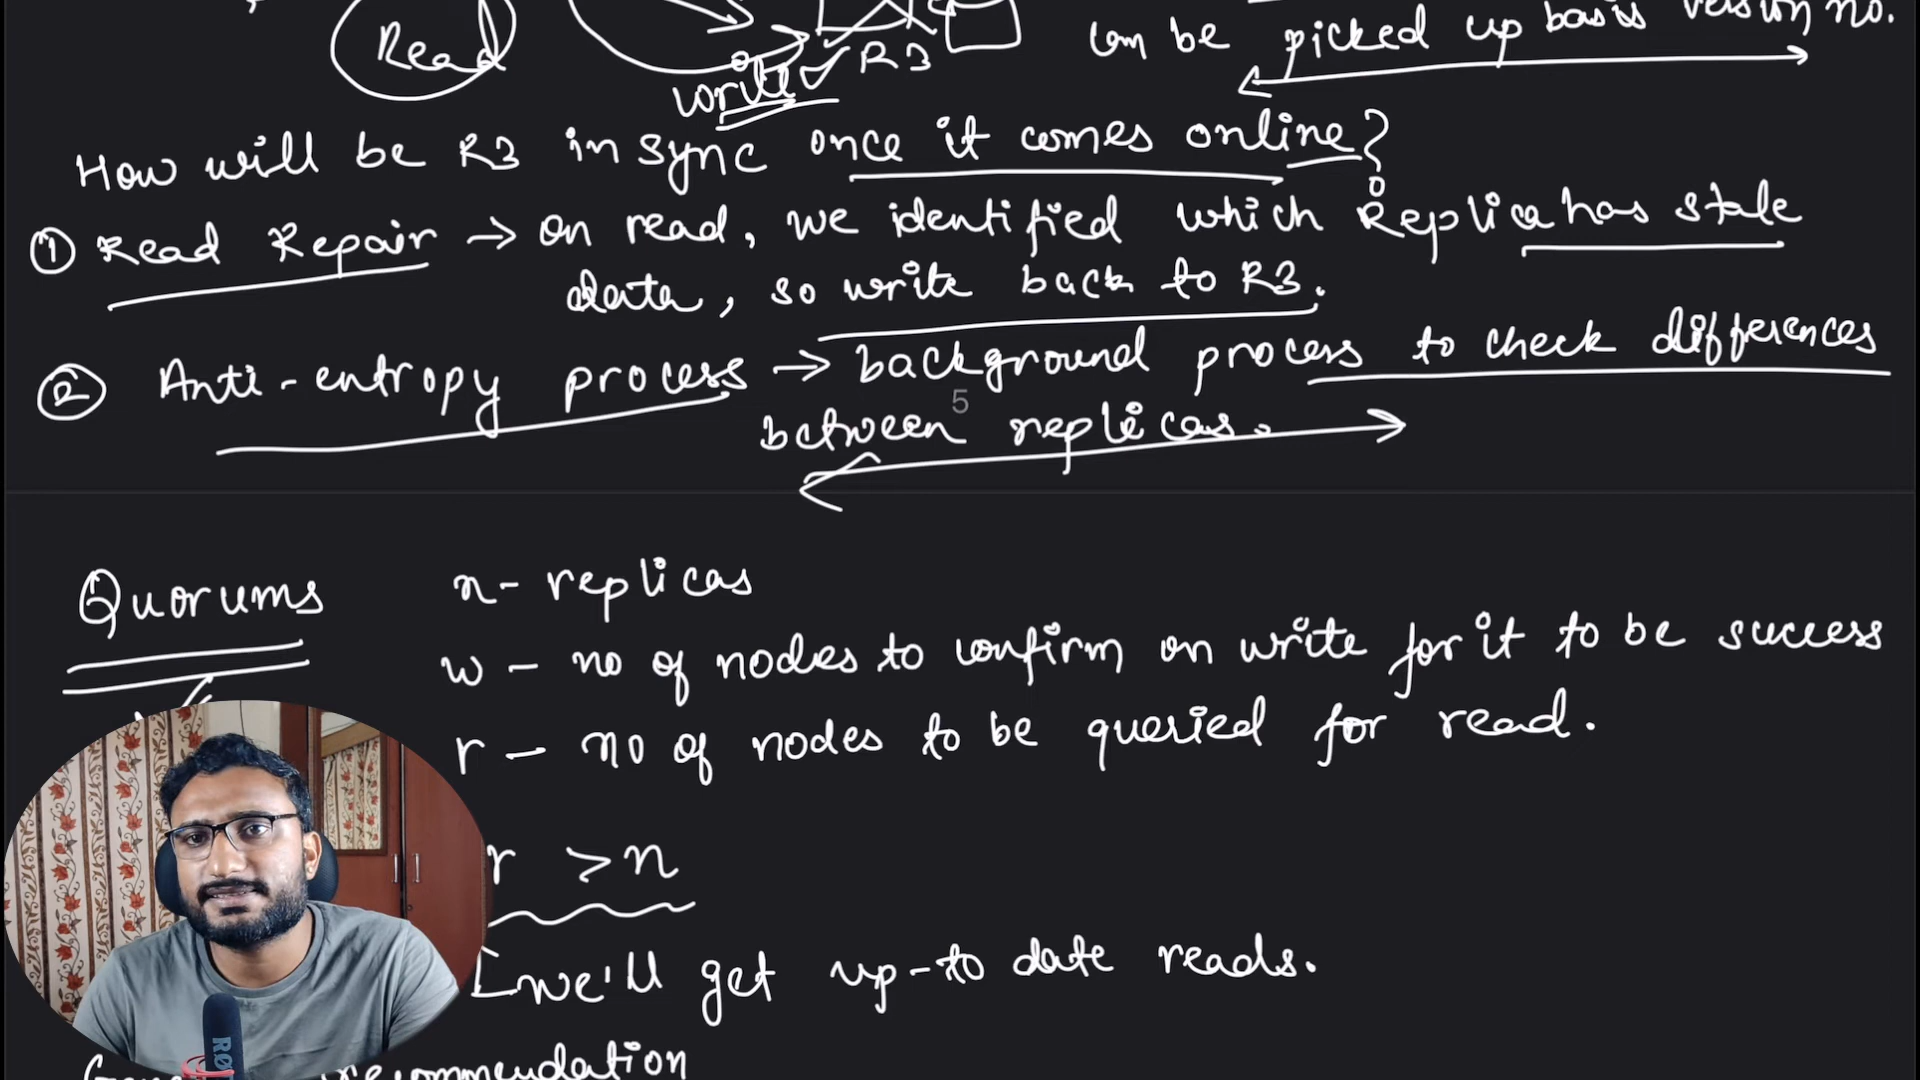 Read
write R3
can be picked up basis version no.
How will be R3 in sync once it comes online?
① Read Repair → on read, we identified which Replica has stale
data, so write back to R3.
② Anti-entropy process → background process to check differences
between replicas.
5
Quorums
n- replicas
w - no of nodes to confirm on write for it to be success
r - no of nodes to be queried for read.
r > n
we'll get up-to date reads.
recommendation
RØ